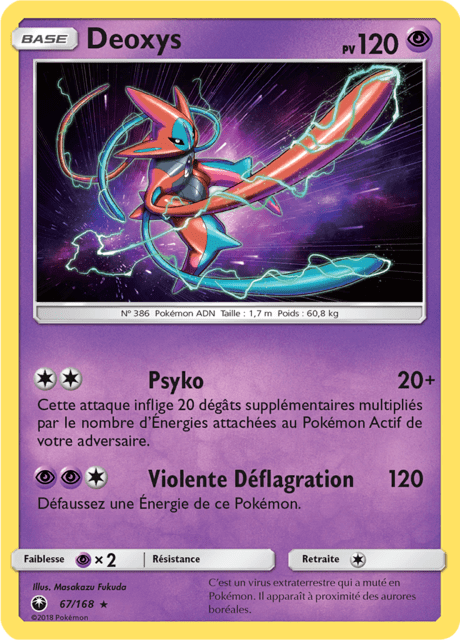 BASE Deoxys PV120
N° 386 Pokémon ADN Taille : 1,7 m Poids : 60,8 kg
Psyko 20+
Cette attaque inflige 20 dégâts supplémentaires multipliés
par le nombre d'Énergies attachées au Pokémon Actif de
votre adversaire.
Violente Déflagration 120
Défaussez une Énergie de ce Pokémon.
Faiblesse ×2 Résistance Retraite
Illus. Masakazu Fukuda
67/168
©2018 Pokémon
C'est un virus extraterrestre qui a muté en
Pokémon. Il apparaît à proximité des aurores
boréales.